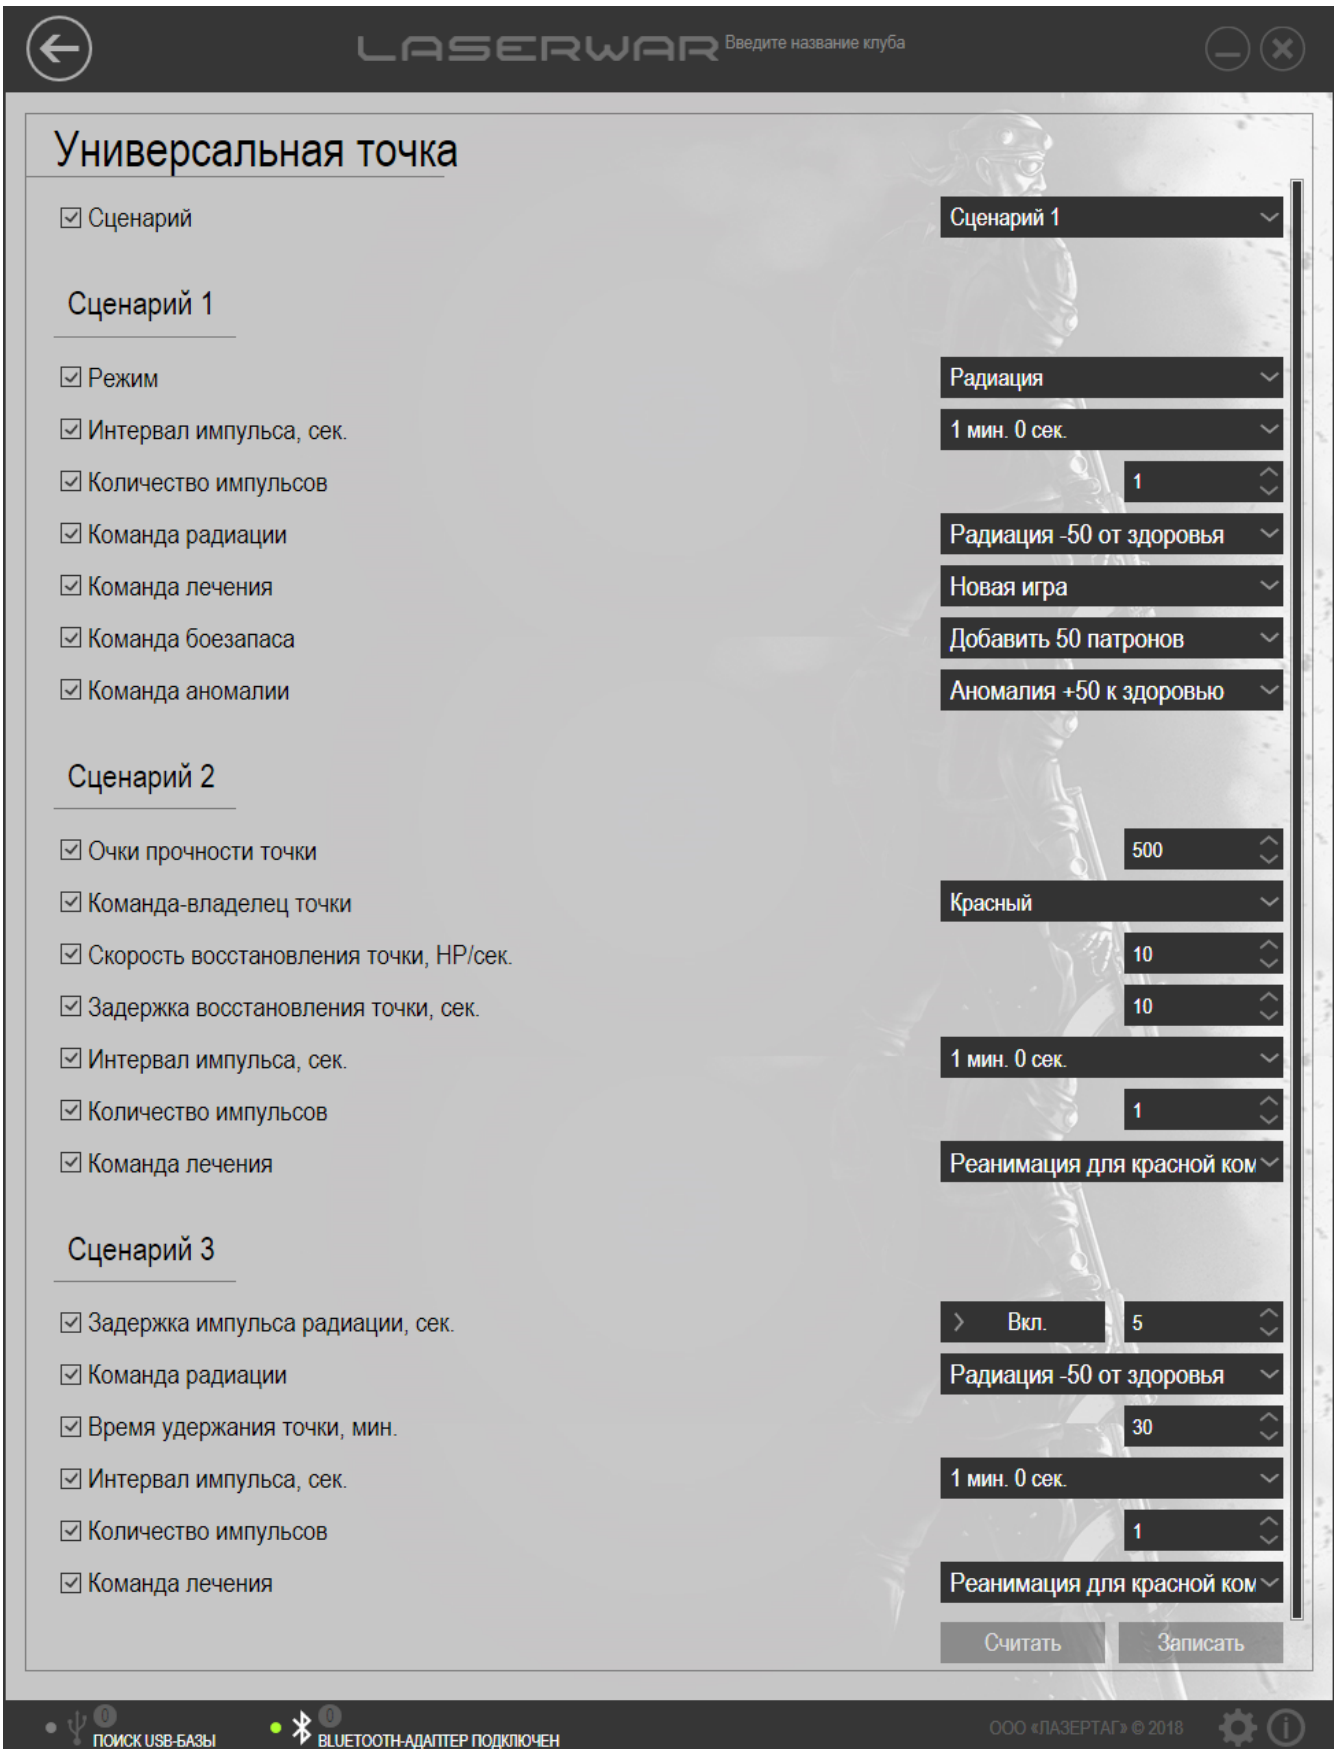 LASERWAR Введите название клуба
Универсальная точка
Сценарий Сценарий 1
Сценарий 1
Режим Радиация
Интервал импульса, сек. 1 мин. 0 сек.
Количество импульсов 1
Команда радиации Радиация -50 от здоровья
Команда лечения Новая игра
Команда боезапаса Добавить 50 патронов
Команда аномалии Аномалия +50 к здоровью
Сценарий 2
Очки прочности точки 500
Команда-владелец точки Красный
Скорость восстановления точки, HP/сек. 10
Задержка восстановления точки, сек. 10
Интервал импульса, сек. 1 мин. 0 сек.
Количество импульсов 1
Команда лечения Реанимация для красной ком
Сценарий 3
Задержка импульса радиации, сек. Вкл. 5
Команда радиации Радиация -50 от здоровья
Время удержания точки, мин. 30
Интервал импульса, сек. 1 мин. 0 сек.
Количество импульсов 1
Команда лечения Реанимация для красной ком
Считать Записать
0 0
ПОИСК USB-БАЗЫ BLUETOOTH-АДАПТЕР ПОДКЛЮЧЕН ООО «ЛАЗЕРТАГ» © 2018